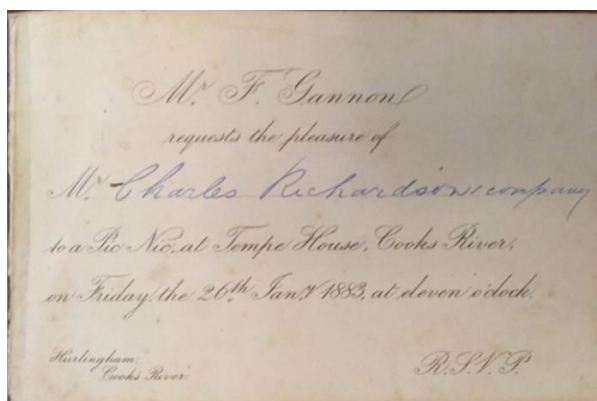 Mr. F. Gannon
requests the pleasure of
Mr. Charles Richardson's company
to a Pic Nic, at Tempe House, Cooks River,
on Friday, the 26th Jany. 1883, at eleven o'clock.
Hurlingham,
Cooks River.
R.S.V.P.